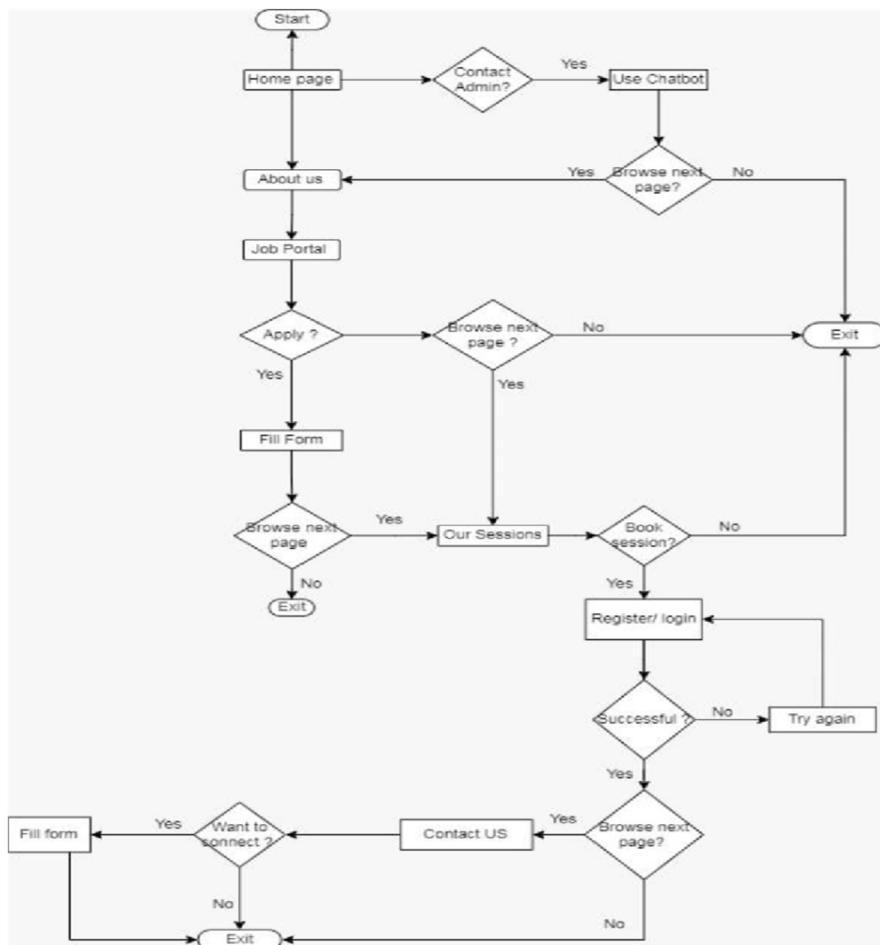 Start
Home page
Contact
Admin?
Yes
Use Chatbot
About us
Yes
Browse next
page?
No
Job Portal
Apply ?
Browse next
page ?
No
Exit
Yes
Yes
Fill Form
Browse next
page
Yes
Our Sessions
Book
session?
No
No
Exit
Yes
Register/ login
Successful ?
No
Try again
Yes
Fill form
Yes
Want to
connect ?
Contact US
Yes
Browse next
page?
No
No
Exit